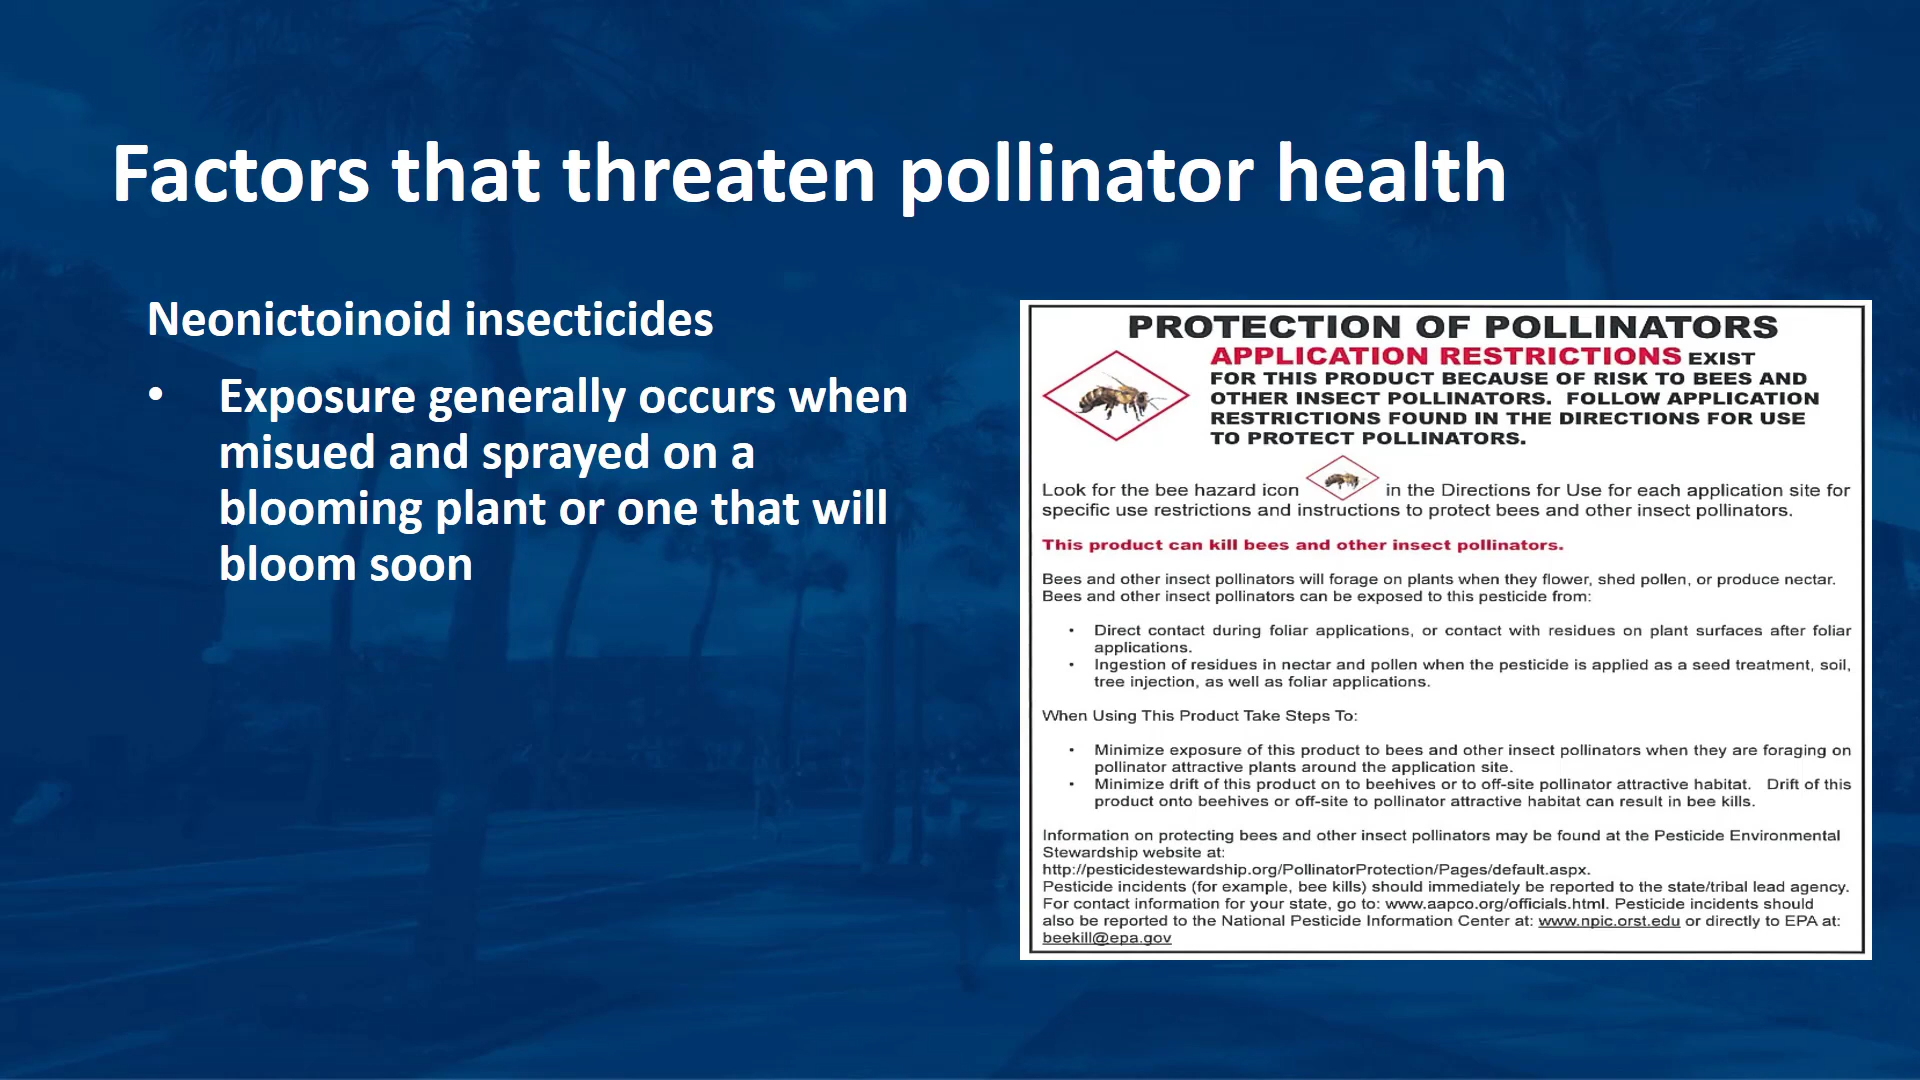 Factors that threaten pollinator health
Neonictoinoid insecticides
• Exposure generally occurs when
misued and sprayed on a
blooming plant or one that will
bloom soon
PROTECTION OF POLLINATORS
APPLICATION RESTRICTIONS EXIST
FOR THIS PRODUCT BECAUSE OF RISK TO BEES AND
OTHER INSECT POLLINATORS. FOLLOW APPLICATION
RESTRICTIONS FOUND IN THE DIRECTIONS FOR USE
TO PROTECT POLLINATORS.
Look for the bee hazard icon in the Directions for Use for each application site for
specific use restrictions and instructions to protect bees and other insect pollinators.
This product can kill bees and other insect pollinators.
Bees and other insect pollinators will forage on plants when they flower, shed pollen, or produce nectar.
Bees and other insect pollinators can be exposed to this pesticide from:
• Direct contact during foliar applications, or contact with residues on plant surfaces after foliar
applications.
• Ingestion of residues in nectar and pollen when the pesticide is applied as a seed treatment, soil,
tree injection, as well as foliar applications.
When Using This Product Take Steps To:
• Minimize exposure of this product to bees and other insect pollinators when they are foraging on
pollinator attractive plants around the application site.
• Minimize drift of this product on to beehives or to off-site pollinator attractive habitat. Drift of this
product onto beehives or off-site to pollinator attractive habitat can result in bee kills.
Information on protecting bees and other insect pollinators may be found at the Pesticide Environmental
Stewardship website at:
http://pesticidestewardship.org/PollinatorProtection/Pages/default.aspx.
Pesticide incidents (for example, bee kills) should immediately be reported to the state/tribal lead agency.
For contact information for your state, go to: www.aapco.org/officials.html. Pesticide incidents should
also be reported to the National Pesticide Information Center at: www.npic.orst.edu or directly to EPA at:
beekill@epa.gov